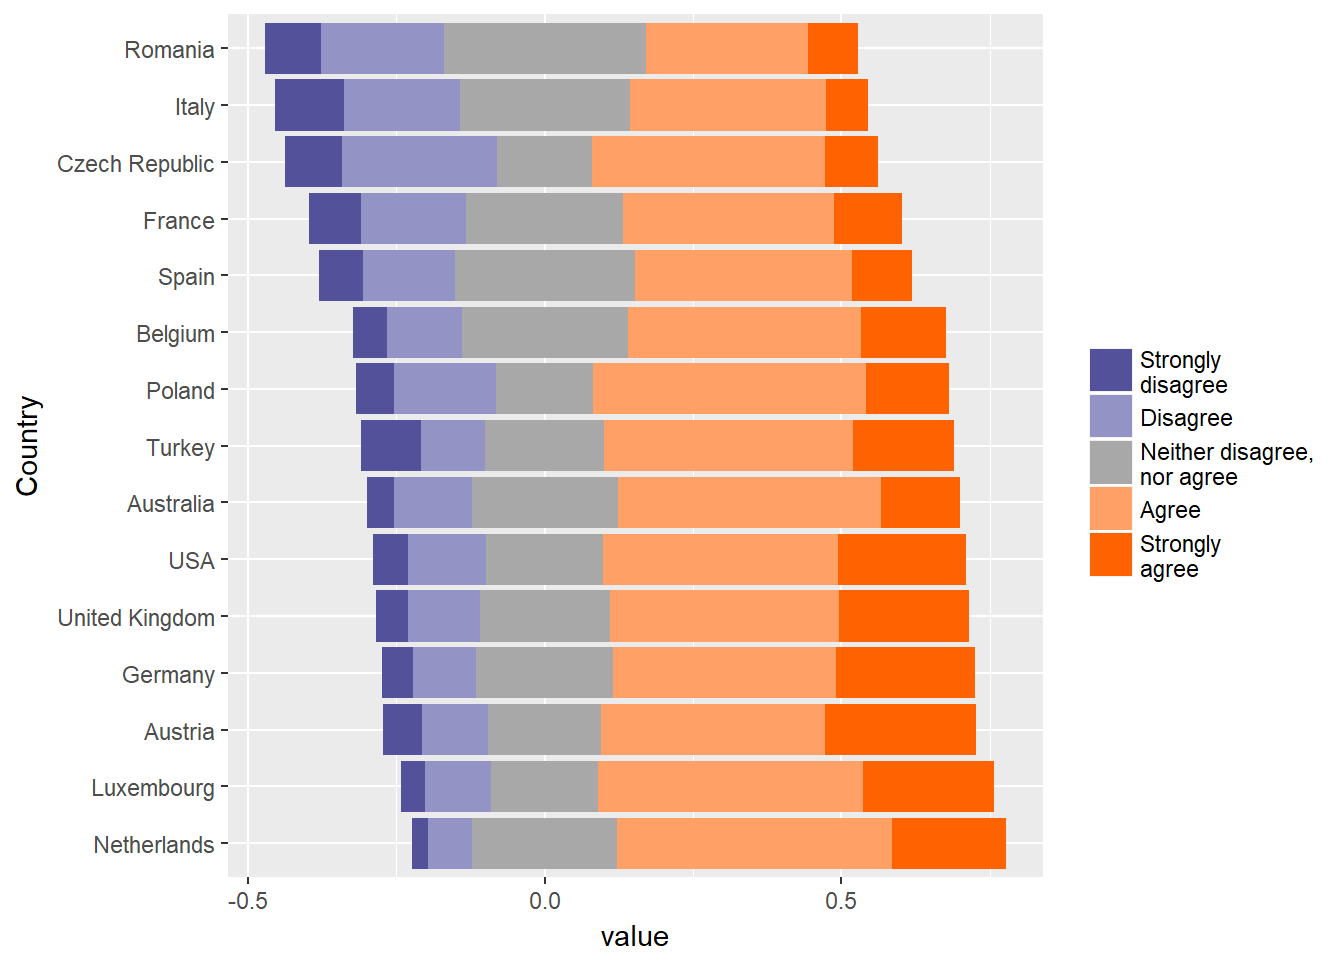 Romania
Italy
Czech Republic
France
Spain
Belgium
Poland
Turkey
Australia
USA
United Kingdom
Germany
Austria
Luxembourg
Netherlands
Country
-0.5
0.0
0.5
value
Strongly
disagree
Disagree
Neither disagree,
nor agree
Agree
Strongly
agree